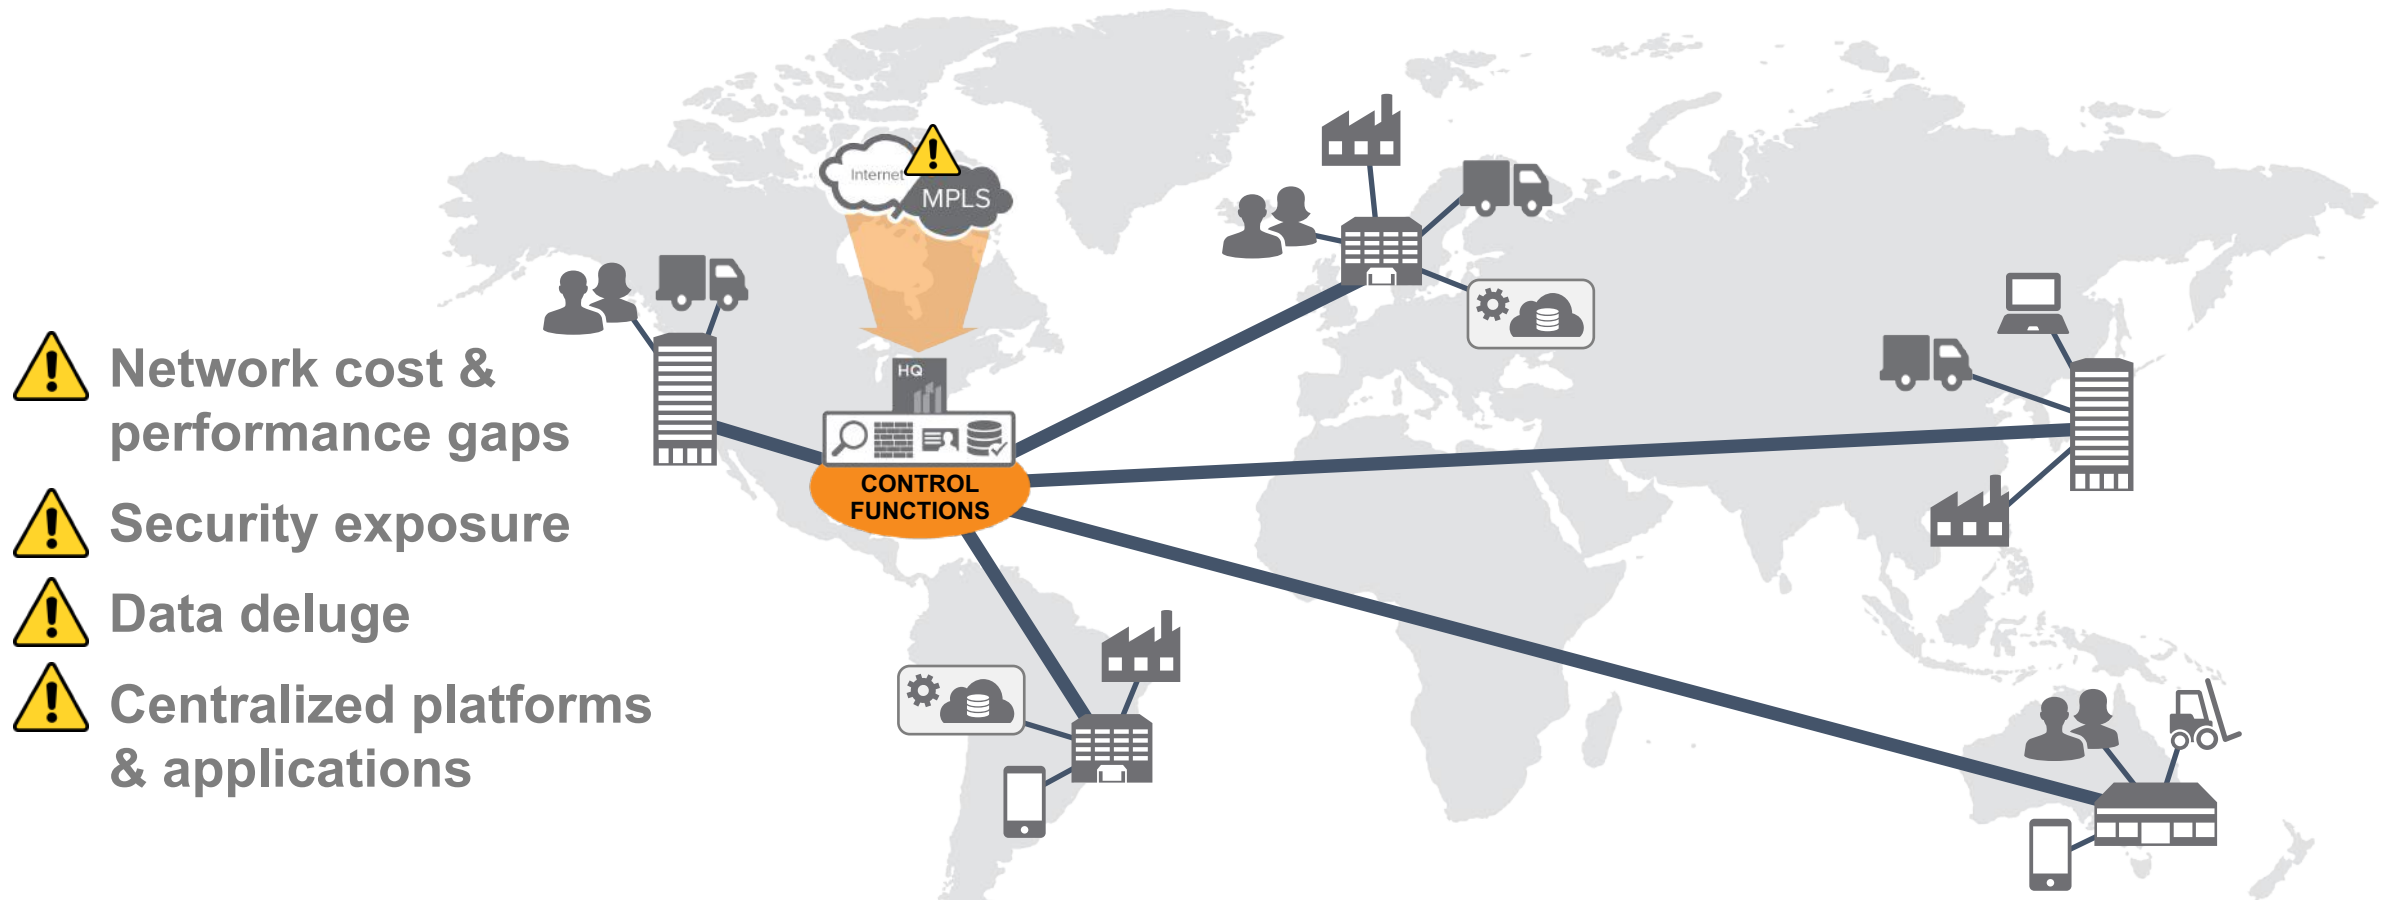 Network cost &
performance gaps
Security exposure
Data deluge
Centralized platforms
& applications
Internet
MPLS
HQ
CONTROL
FUNCTIONS